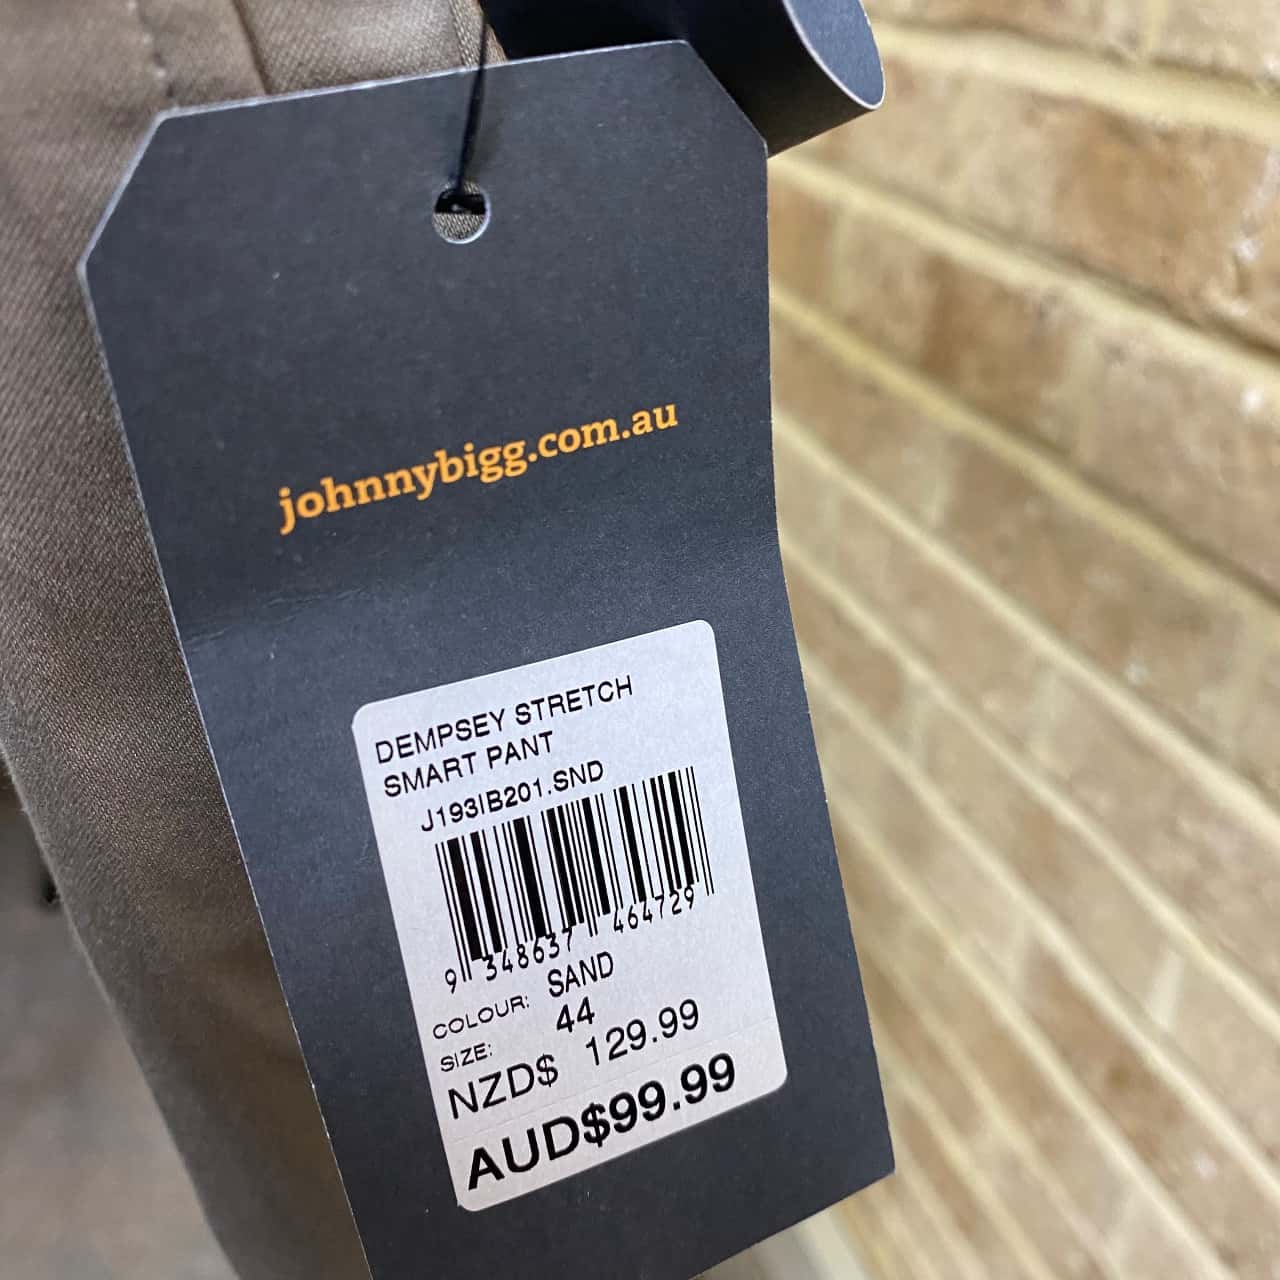 johnnybigg.com.au
DEMPSEY STRETCH
SMART PANT
J193IB201.SND
9 348637 464729
COLOUR: SAND
SIZE: 44
NZD$ 129.99
AUD$99.99